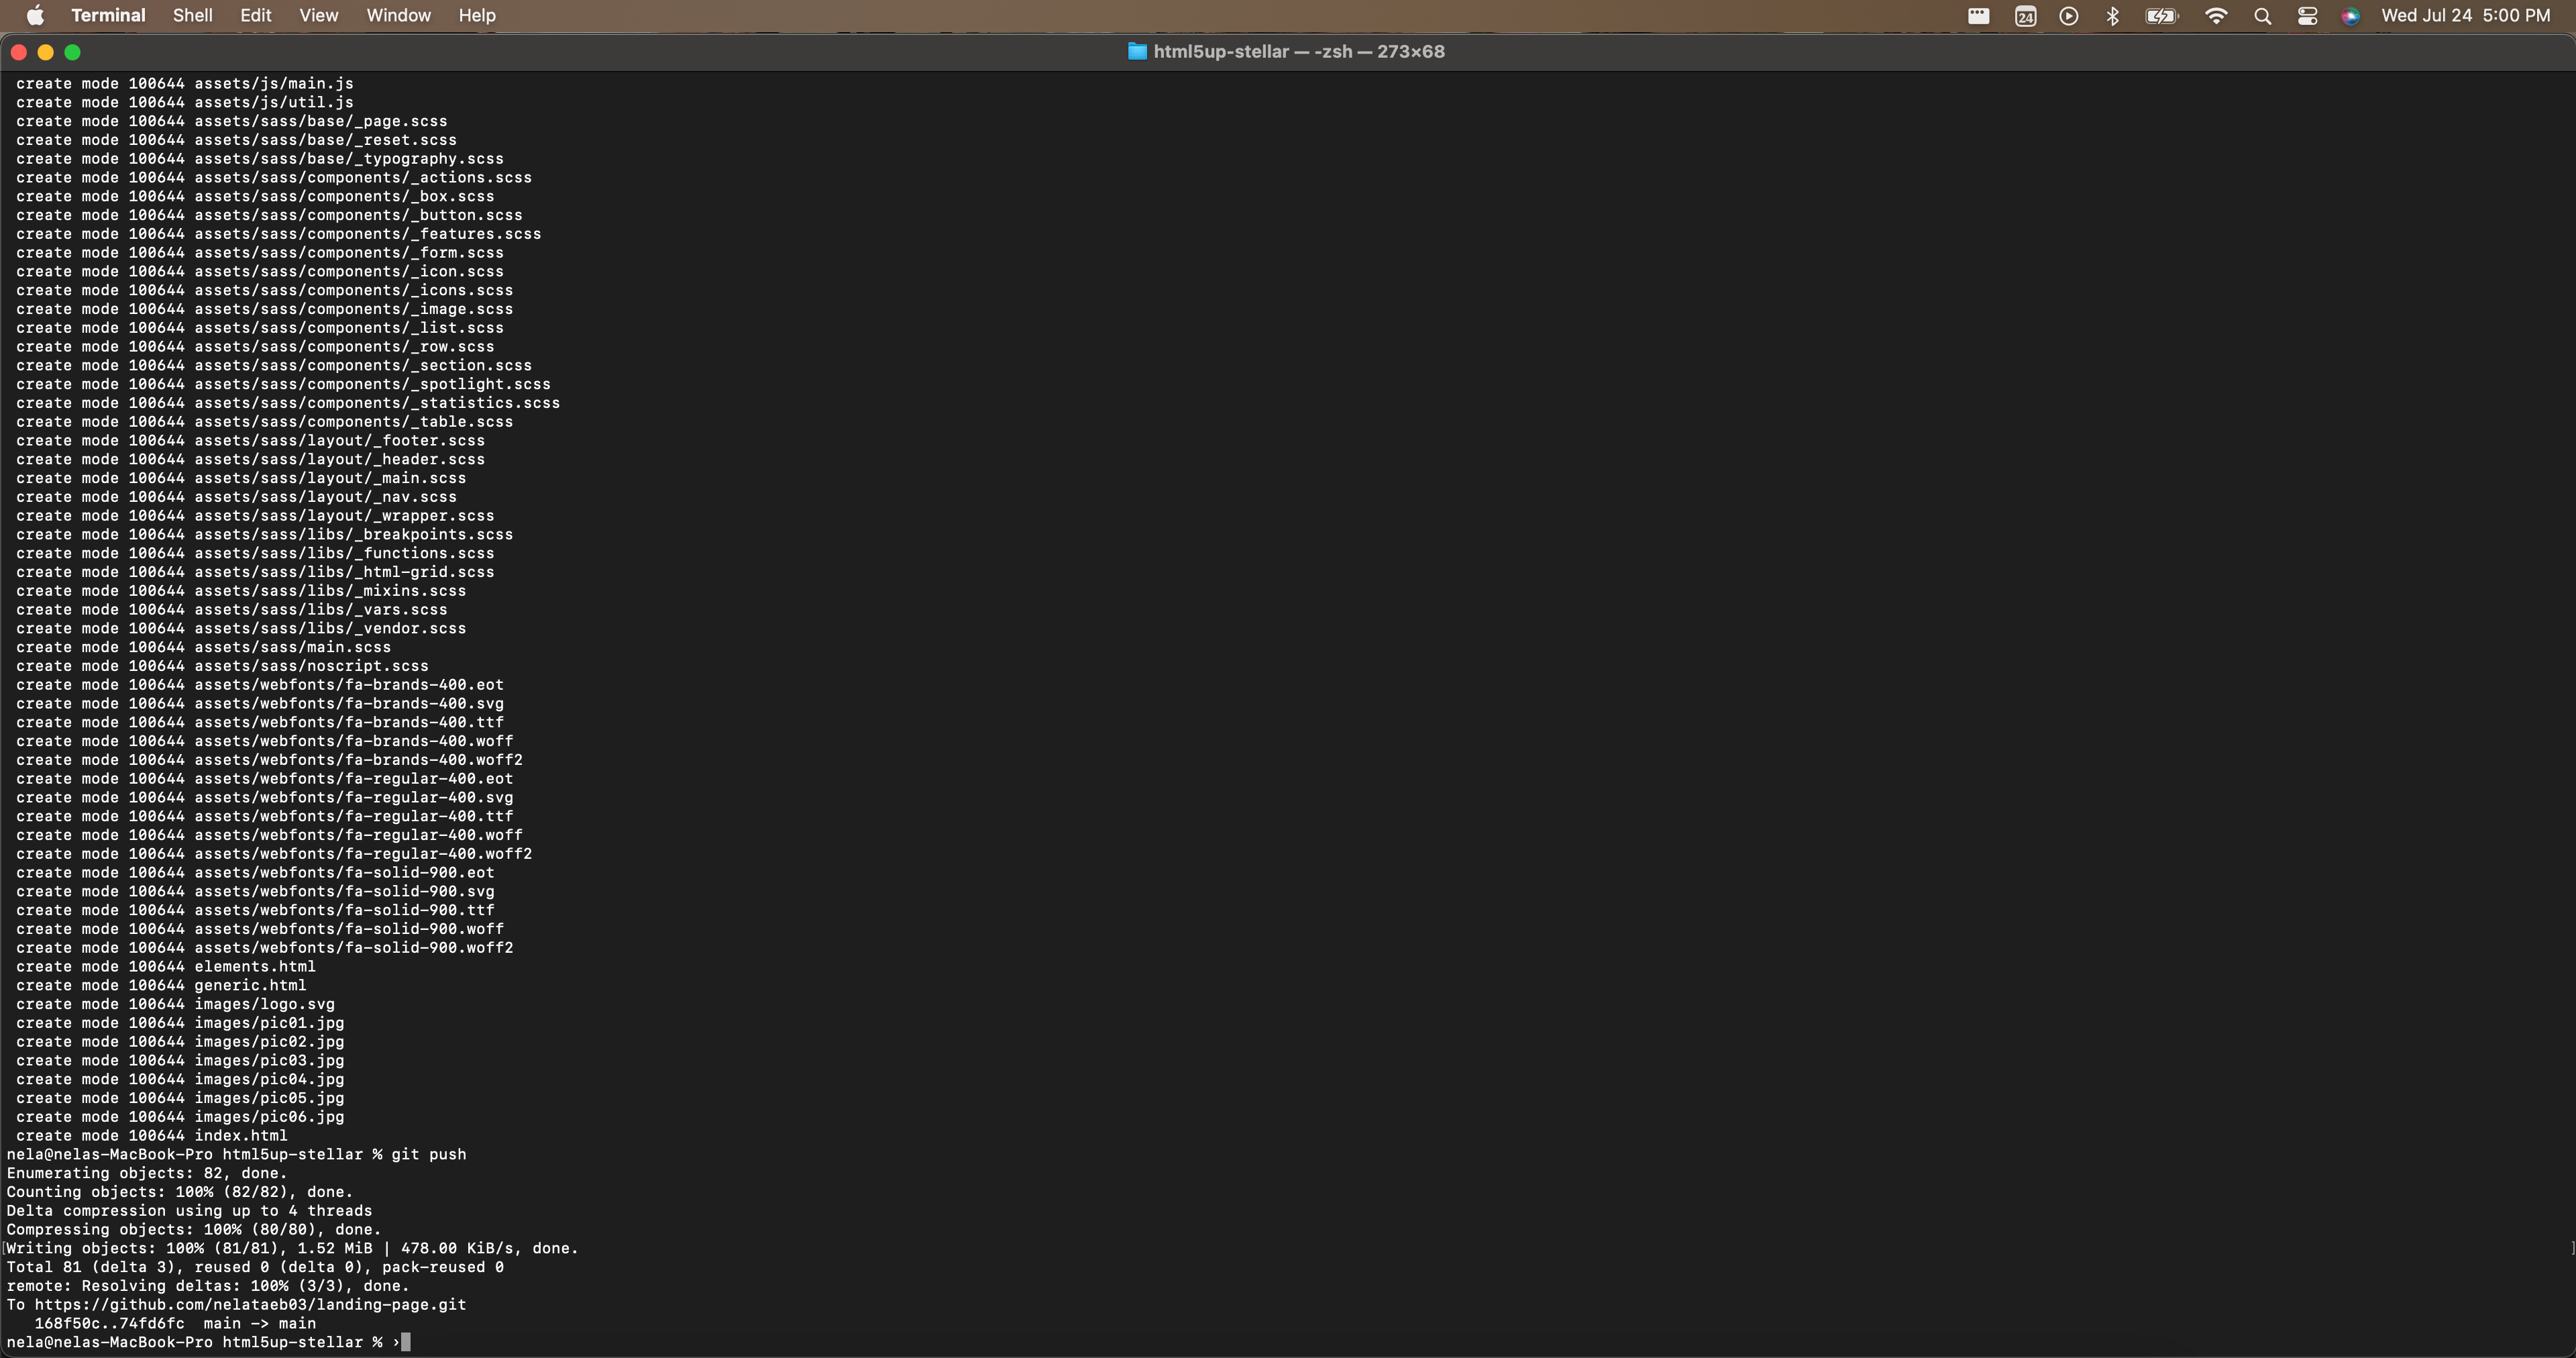 Terminal Shell Edit View Window Help 24 Wed Jul 24 5:00 PM
html5up-stellar — -zsh — 273×68
create mode 100644 assets/js/main.js
create mode 100644 assets/js/util.js
create mode 100644 assets/sass/base/_page.scss
create mode 100644 assets/sass/base/_reset.scss
create mode 100644 assets/sass/base/_typography.scss
create mode 100644 assets/sass/components/_actions.scss
create mode 100644 assets/sass/components/_box.scss
create mode 100644 assets/sass/components/_button.scss
create mode 100644 assets/sass/components/_features.scss
create mode 100644 assets/sass/components/_form.scss
create mode 100644 assets/sass/components/_icon.scss
create mode 100644 assets/sass/components/_icons.scss
create mode 100644 assets/sass/components/_image.scss
create mode 100644 assets/sass/components/_list.scss
create mode 100644 assets/sass/components/_row.scss
create mode 100644 assets/sass/components/_section.scss
create mode 100644 assets/sass/components/_spotlight.scss
create mode 100644 assets/sass/components/_statistics.scss
create mode 100644 assets/sass/components/_table.scss
create mode 100644 assets/sass/layout/_footer.scss
create mode 100644 assets/sass/layout/_header.scss
create mode 100644 assets/sass/layout/_main.scss
create mode 100644 assets/sass/layout/_nav.scss
create mode 100644 assets/sass/layout/_wrapper.scss
create mode 100644 assets/sass/libs/_breakpoints.scss
create mode 100644 assets/sass/libs/_functions.scss
create mode 100644 assets/sass/libs/_html-grid.scss
create mode 100644 assets/sass/libs/_mixins.scss
create mode 100644 assets/sass/libs/_vars.scss
create mode 100644 assets/sass/libs/_vendor.scss
create mode 100644 assets/sass/main.scss
create mode 100644 assets/sass/noscript.scss
create mode 100644 assets/webfonts/fa-brands-400.eot
create mode 100644 assets/webfonts/fa-brands-400.svg
create mode 100644 assets/webfonts/fa-brands-400.ttf
create mode 100644 assets/webfonts/fa-brands-400.woff
create mode 100644 assets/webfonts/fa-brands-400.woff2
create mode 100644 assets/webfonts/fa-regular-400.eot
create mode 100644 assets/webfonts/fa-regular-400.svg
create mode 100644 assets/webfonts/fa-regular-400.ttf
create mode 100644 assets/webfonts/fa-regular-400.woff
create mode 100644 assets/webfonts/fa-regular-400.woff2
create mode 100644 assets/webfonts/fa-solid-900.eot
create mode 100644 assets/webfonts/fa-solid-900.svg
create mode 100644 assets/webfonts/fa-solid-900.ttf
create mode 100644 assets/webfonts/fa-solid-900.woff
create mode 100644 assets/webfonts/fa-solid-900.woff2
create mode 100644 elements.html
create mode 100644 generic.html
create mode 100644 images/logo.svg
create mode 100644 images/pic01.jpg
create mode 100644 images/pic02.jpg
create mode 100644 images/pic03.jpg
create mode 100644 images/pic04.jpg
create mode 100644 images/pic05.jpg
create mode 100644 images/pic06.jpg
create mode 100644 index.html
nela@nelas-MacBook-Pro html5up-stellar % git push
Enumerating objects: 82, done.
Counting objects: 100% (82/82), done.
Delta compression using up to 4 threads
Compressing objects: 100% (80/80), done.
[Writing objects: 100% (81/81), 1.52 MiB | 478.00 KiB/s, done. ]
Total 81 (delta 3), reused 0 (delta 0), pack-reused 0
remote: Resolving deltas: 100% (3/3), done.
To https://github.com/nelataeb03/landing-page.git
168f50c..74fd6fc  main -> main
nela@nelas-MacBook-Pro html5up-stellar % ›